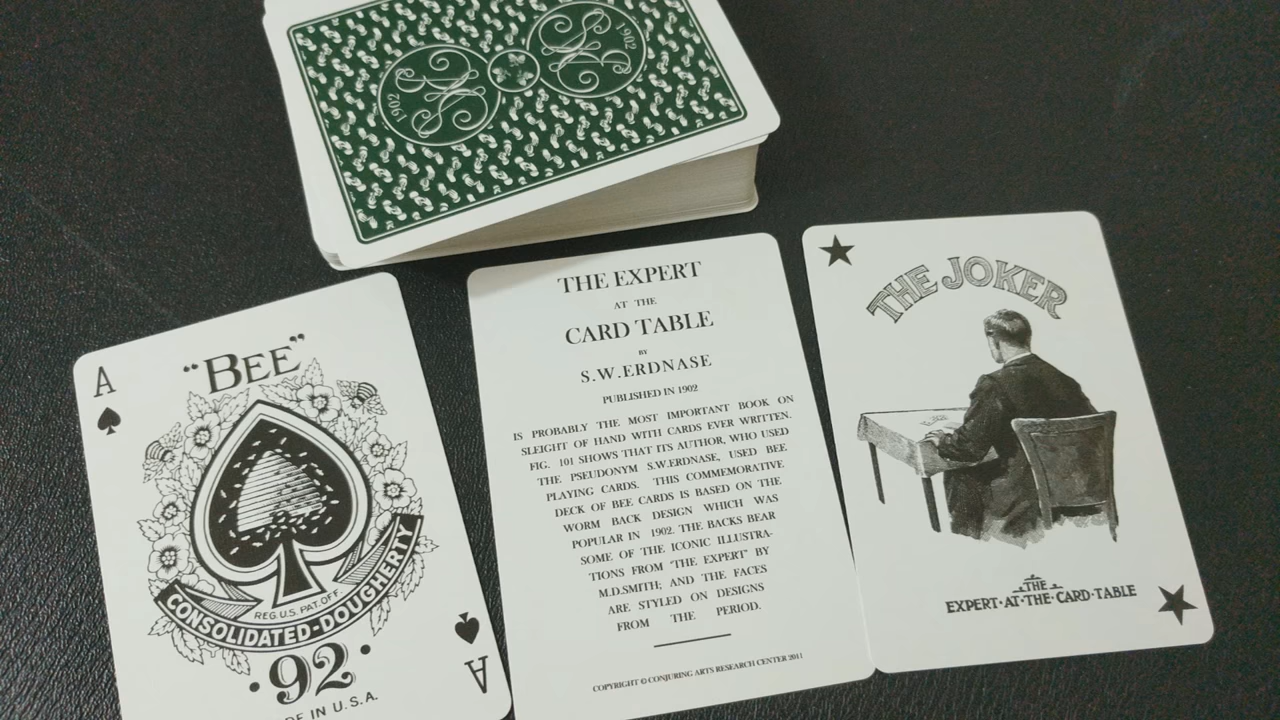 1902
1902
A
"BEE"
REG. U.S. PAT. OFF.
CONSOLIDATED-DOUGHERTY
·92·
IN U.S.A.
A
THE EXPERT
AT THE
CARD TABLE
BY
S.W.ERDNASE
PUBLISHED IN 1902
IS PROBABLY THE MOST IMPORTANT BOOK ON
SLEIGHT OF HAND WITH CARDS EVER WRITTEN.
FIG. 101 SHOWS THAT ITS AUTHOR, WHO USED
THE PSEUDONYM S.W.ERDNASE, USED BEE
PLAYING CARDS. THIS COMMEMORATIVE
DECK OF BEE CARDS IS BASED ON THE
WORM BACK DESIGN WHICH WAS
POPULAR IN 1902. THE BACKS BEAR
SOME OF THE ICONIC ILLUSTRA-
TIONS FROM "THE EXPERT" BY
M.D.SMITH; AND THE FACES
ARE STYLED ON DESIGNS
FROM THE PERIOD.
COPYRIGHT © CONJURING ARTS RESEARCH CENTER 2011
THE JOKER
THE
EXPERT·AT·THE·CARD·TABLE